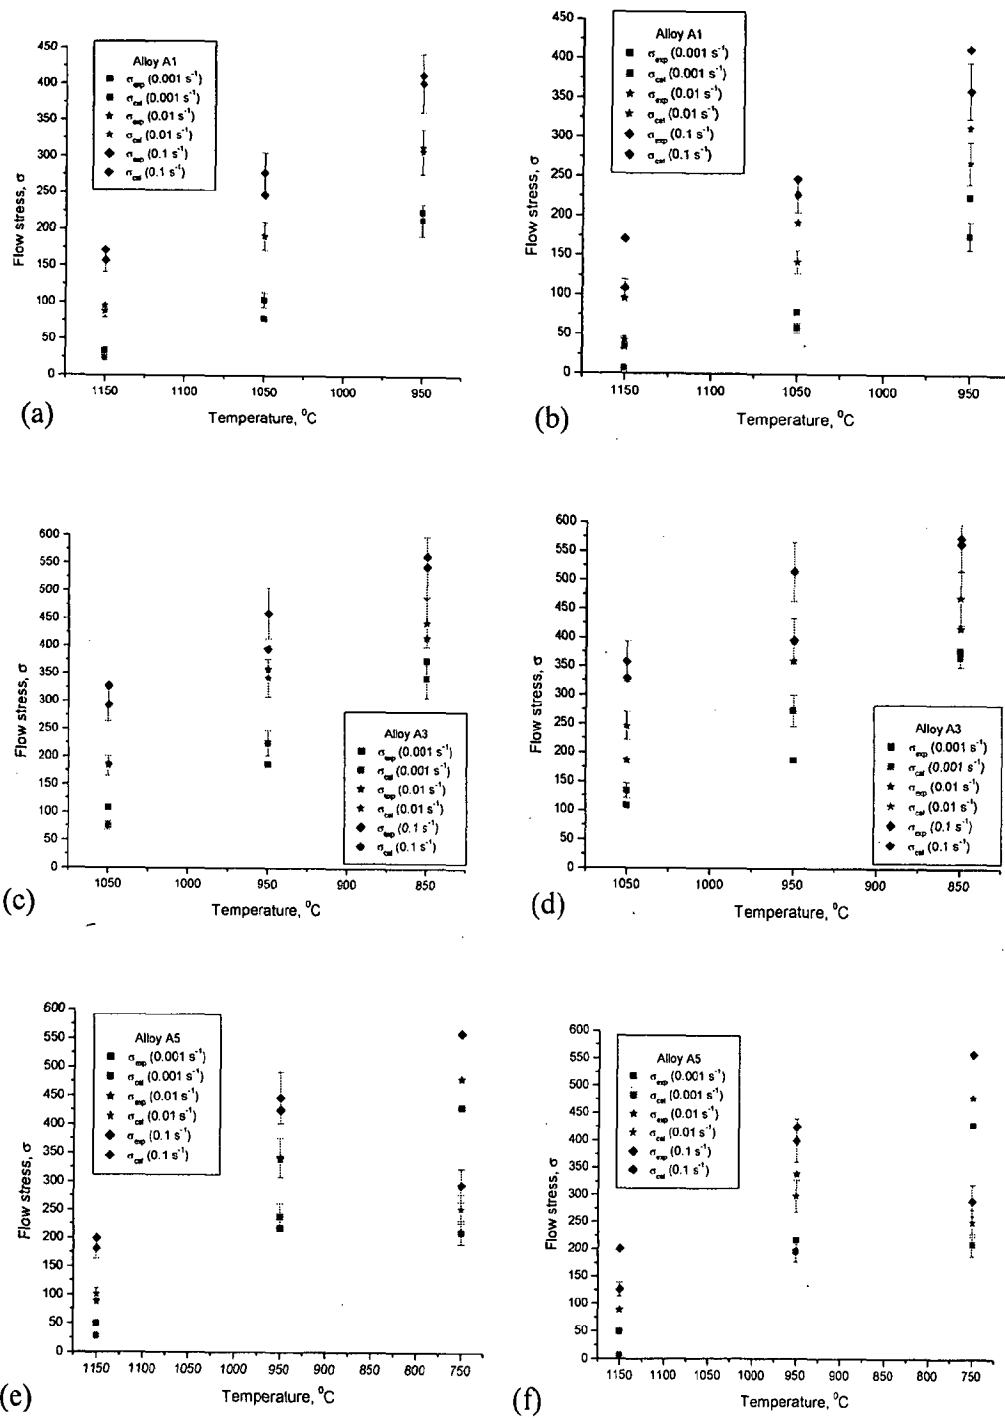 450
400
350
300
250
200
150
100
50
0
Flow stress, σ
Alloy A1
σexp (0.001 s-1)
σcal (0.001 s-1)
σexp (0.01 s-1)
σcal (0.01 s-1)
σexp (0.1 s-1)
σcal (0.1 s-1)
1150 1100 1050 1000 950
Temperature, 0C
(a)
450
400
350
300
250
200
150
100
50
0
Flow stress, σ
Alloy A1
σexp (0.001 s-1)
σcal (0.001 s-1)
σexp (0.01 s-1)
σcal (0.01 s-1)
σexp (0.1 s-1)
σcal (0.1 s-1)
1150 1100 1050 1000 950
Temperature, 0C
(b)
600
550
500
450
400
350
300
250
200
150
100
50
0
Flow stress, σ
Alloy A3
σexp (0.001 s-1)
σcal (0.001 s-1)
σexp (0.01 s-1)
σcal (0.01 s-1)
σexp (0.1 s-1)
σcal (0.1 s-1)
1050 1000 950 900 850
Temperature, 0C
(c)
600
550
500
450
400
350
300
250
200
150
100
50
0
Flow stress, σ
Alloy A3
σexp (0.001 s-1)
σcal (0.001 s-1)
σexp (0.01 s-1)
σcal (0.01 s-1)
σexp (0.1 s-1)
σcal (0.1 s-1)
1050 1000 950 900 850
Temperature, 0C
(d)
600
550
500
450
400
350
300
250
200
150
100
50
0
Flow stress, σ
Alloy A5
σexp (0.001 s-1)
σcal (0.001 s-1)
σexp (0.01 s-1)
σcal (0.01 s-1)
σexp (0.1 s-1)
σcal (0.1 s-1)
1150 1100 1050 1000 950 900 850 800 750
Temperature, 0C
(e)
600
550
500
450
400
350
300
250
200
150
100
50
0
Flow stress, σ
Alloy A5
σexp (0.001 s-1)
σcal (0.001 s-1)
σexp (0.01 s-1)
σcal (0.01 s-1)
σexp (0.1 s-1)
σcal (0.1 s-1)
1150 1100 1050 1000 950 900 850 800 750
Temperature, 0C
(f)